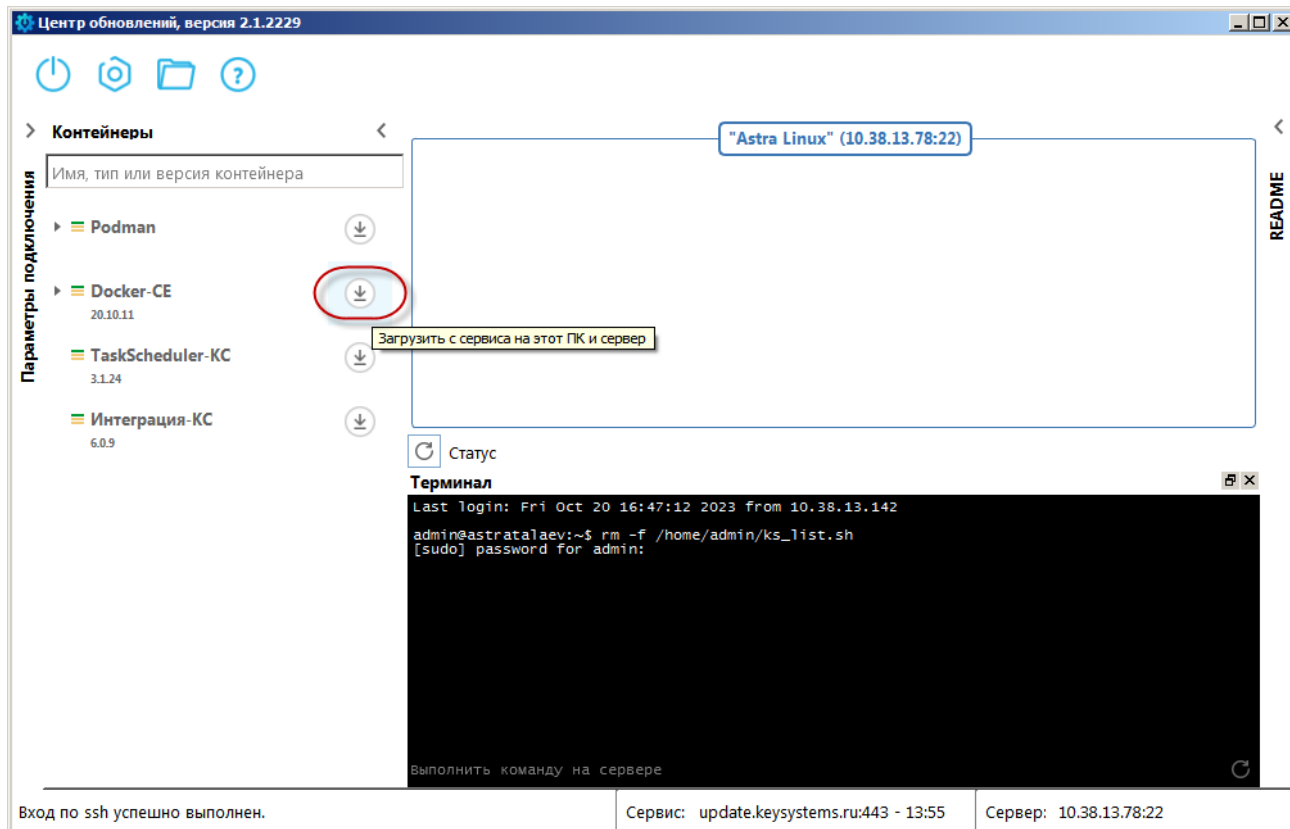 Центр обновлений, версия 2.1.2229
?
Параметры подключения
Контейнеры
Имя, тип или версия контейнера
Podman
Docker-CE
20.10.11
Загрузить с сервиса на этот ПК и сервер
TaskScheduler-КС
3.1.24
Интеграция-КС
6.0.9
"Astra Linux" (10.38.13.78:22)
README
Статус
Терминал
Last login: Fri Oct 20 16:47:12 2023 from 10.38.13.142
admin@astratalaev:~$ rm -f /home/admin/ks_list.sh
[sudo] password for admin:
Выполнить команду на сервере
Вход по ssh успешно выполнен.
Сервис: update.keysystems.ru:443 - 13:55
Сервер: 10.38.13.78:22